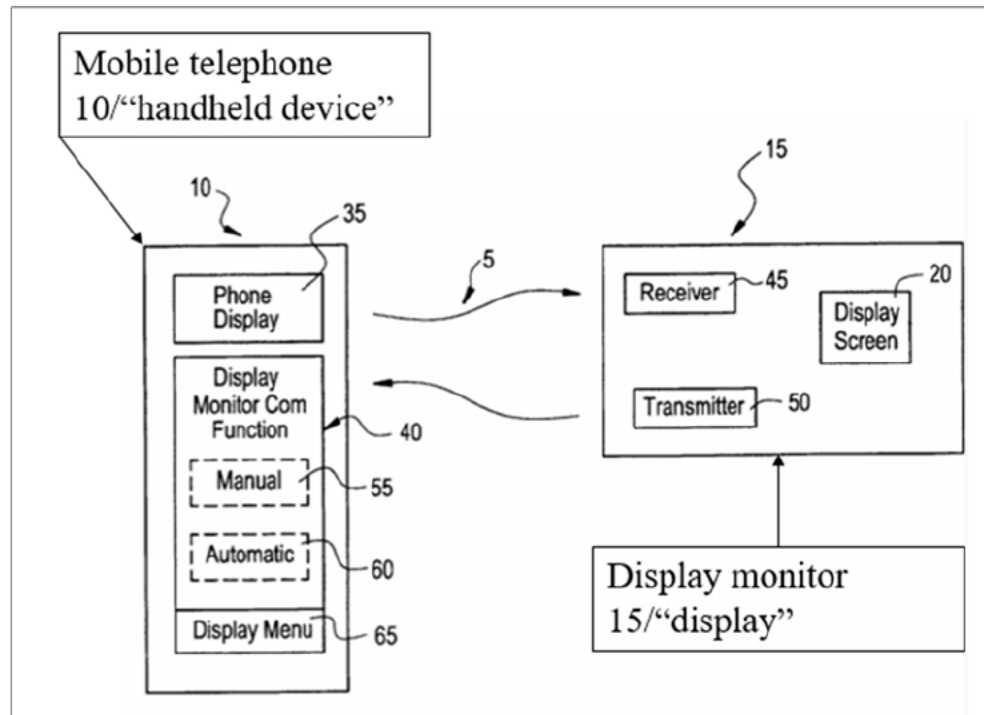 Mobile telephone
10/“handheld device”
10
35
5
15
Phone
Display
Receiver
45
20
Display
Screen
Display
Monitor Com
Function
40
Transmitter
50
Manual
55
Automatic
60
Display Menu
65
Display monitor
15/“display”